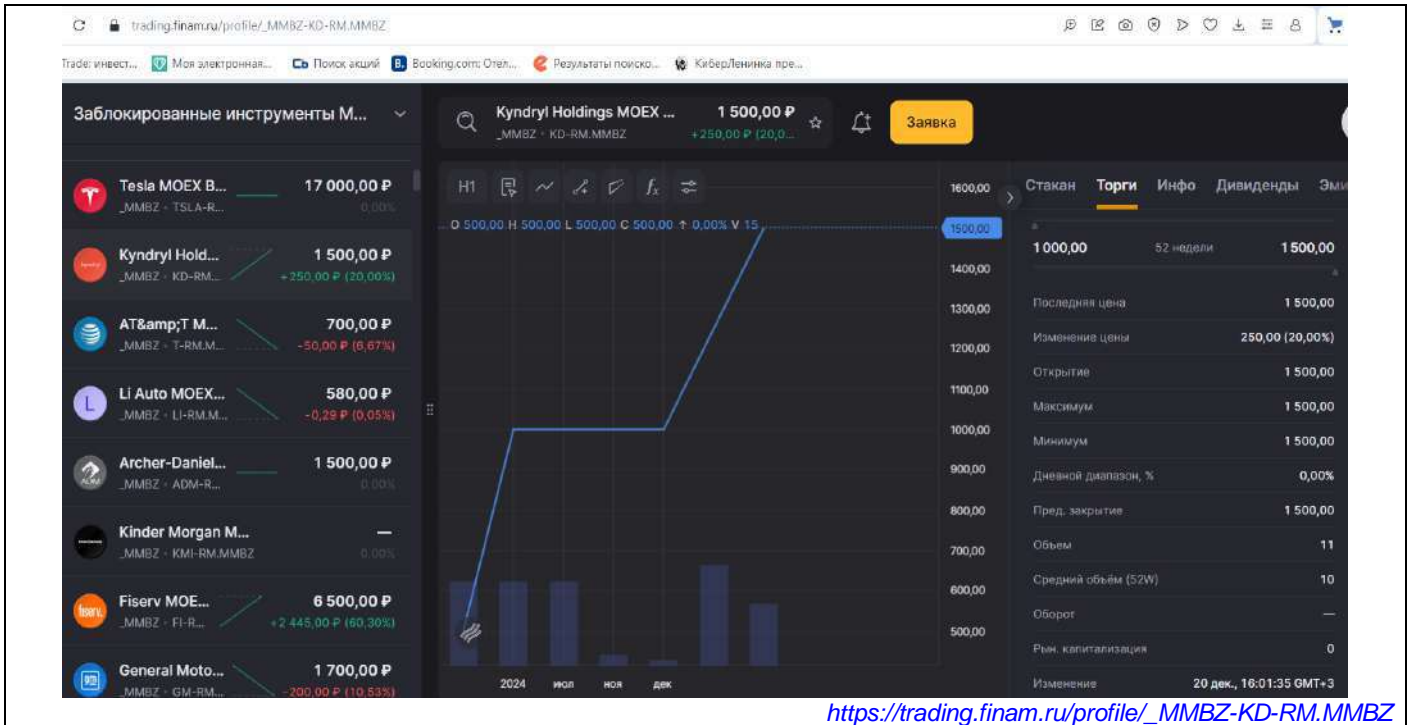 trading.finam.ru/profile/_MMBZ-KD-RM.MMBZ
Trade: инвест... Моя электронная... Сь Поиск акций B. Booking.com: Отел... Результаты поиско... КиберЛенинка пре...
Заблокированные инструменты М...
Kyndryl Holdings MOEX ... 1 500,00 ₽
_MMBZ • KD-RM.MMBZ +250,00 ₽ (20,0...
Заявка
Tesla MOEX B... 17 000,00 ₽
_MMBZ • TSLA-R... 0,00%
Kyndryl Hold... 1 500,00 ₽
_MMBZ • KD-RM... +250,00 ₽ (20,00%)
AT&amp;T M... 700,00 ₽
_MMBZ • T-RM.M... -50,00 ₽ (6,67%)
Li Auto MOEX... 580,00 ₽
_MMBZ • LI-RM.M... -0,29 ₽ (0,05%)
Archer-Daniel... 1 500,00 ₽
_MMBZ • ADM-R... 0,00%
Kinder Morgan M... —
_MMBZ • KMI-RM.MMBZ 0,00%
Fiserv MOE... 6 500,00 ₽
_MMBZ • FI-R... +2 445,00 ₽ (60,30%)
General Moto... 1 700,00 ₽
_MMBZ • GM-RM... -200,00 ₽ (10,53%)
H1
O 500,00 H 500,00 L 500,00 C 500,00 ↑ 0,00% V 15
1600,00
1500,00
1400,00
1300,00
1200,00
1100,00
1000,00
900,00
800,00
700,00
600,00
500,00
2024 июл ноя дек
Стакан Торги Инфо Дивиденды Эми
1 000,00 52 недели 1 500,00
Последняя цена 1 500,00
Изменение цены 250,00 (20,00%)
Открытие 1 500,00
Максимум 1 500,00
Минимум 1 500,00
Дневной диапазон, % 0,00%
Пред. закрытие 1 500,00
Объем 11
Средний объём (52W) 10
Оборот —
Рын. капитализация 0
Изменение 20 дек., 16:01:35 GMT+3
https://trading.finam.ru/profile/_MMBZ-KD-RM.MMBZ